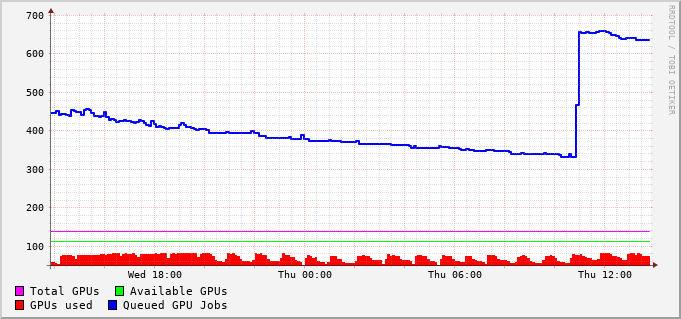 700
600
500
400
300
200
100
Wed 18:00 Thu 00:00 Thu 06:00 Thu 12:00
Total GPUs Available GPUs
GPUs used Queued GPU Jobs
RRDTOOL / TOBI OETIKER